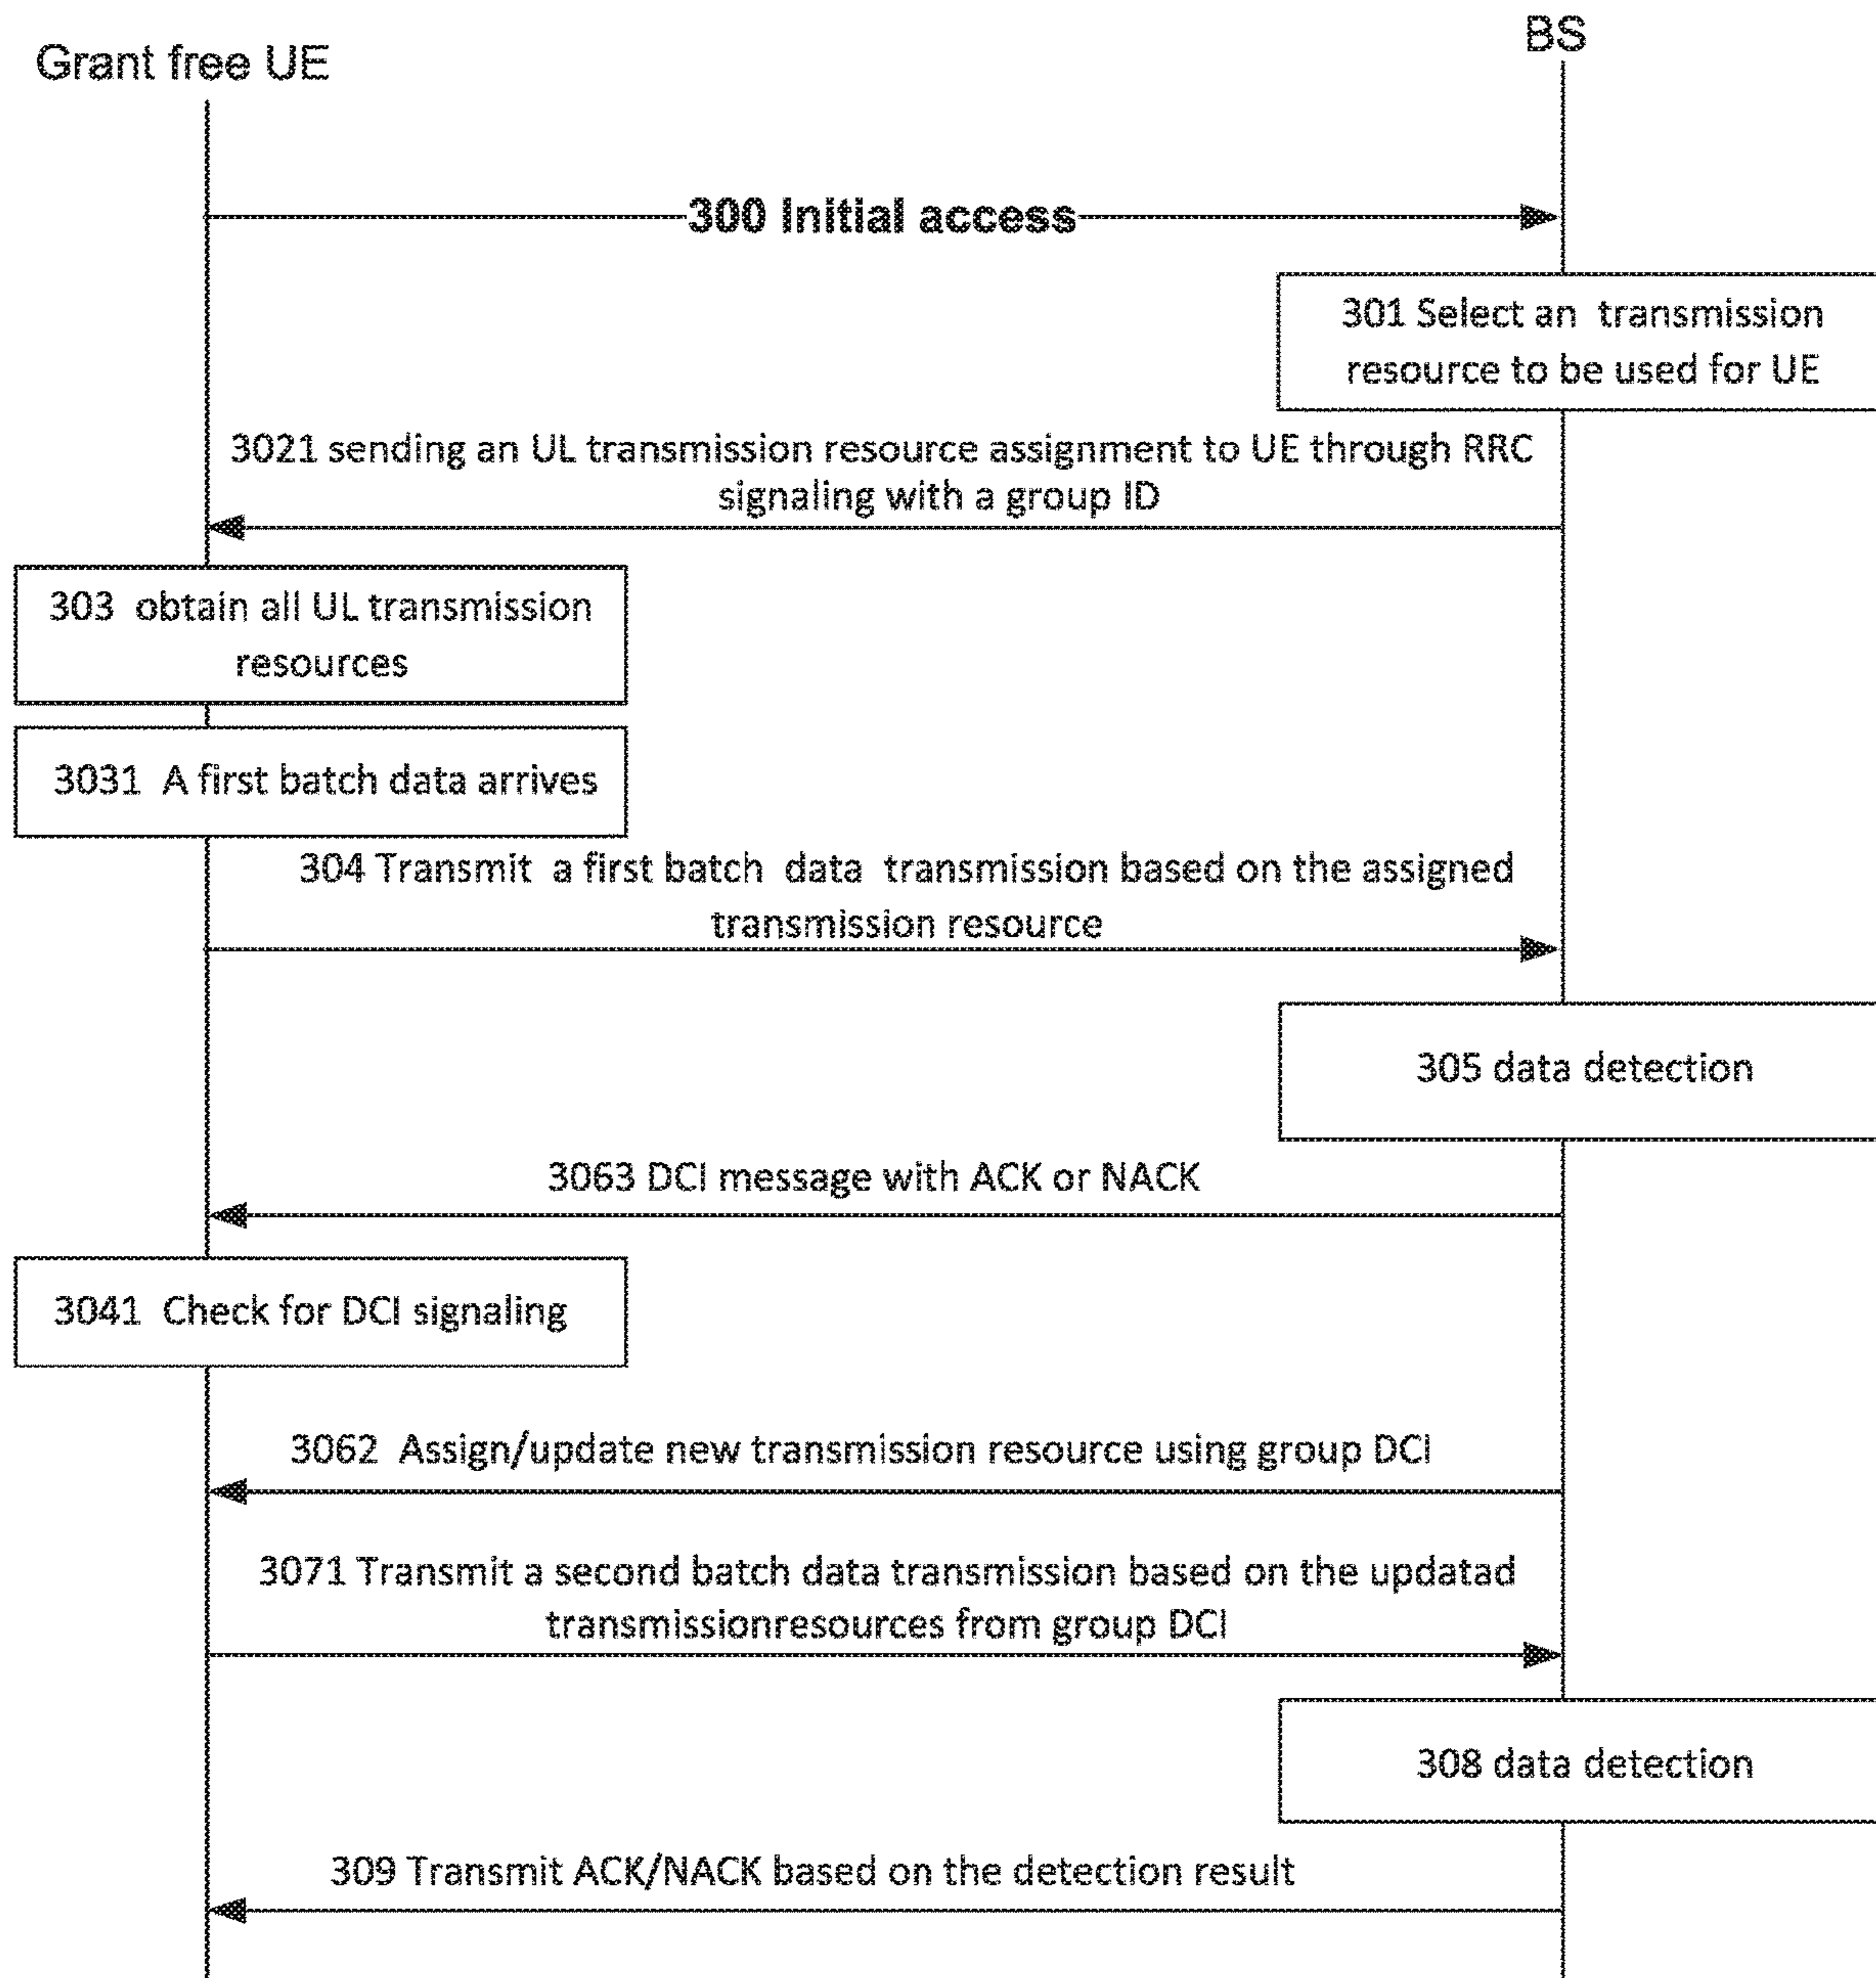 Grant free UE
BS
300 Initial access
301 Select an transmission
resource to be used for UE
3021 sending an UL transmission resource assignment to UE through RRC
signaling with a group ID
303 obtain all UL transmission
resources
3031 A first batch data arrives
304 Transmit a first batch data transmission based on the assigned
transmission resource
305 data detection
3063 DCI message with ACK or NACK
3041 Check for DCI signaling
3062 Assign/update new transmission resource using group DCI
3071 Transmit a second batch data transmission based on the updatad
transmissionresources from group DCI
308 data detection
309 Transmit ACK/NACK based on the detection result